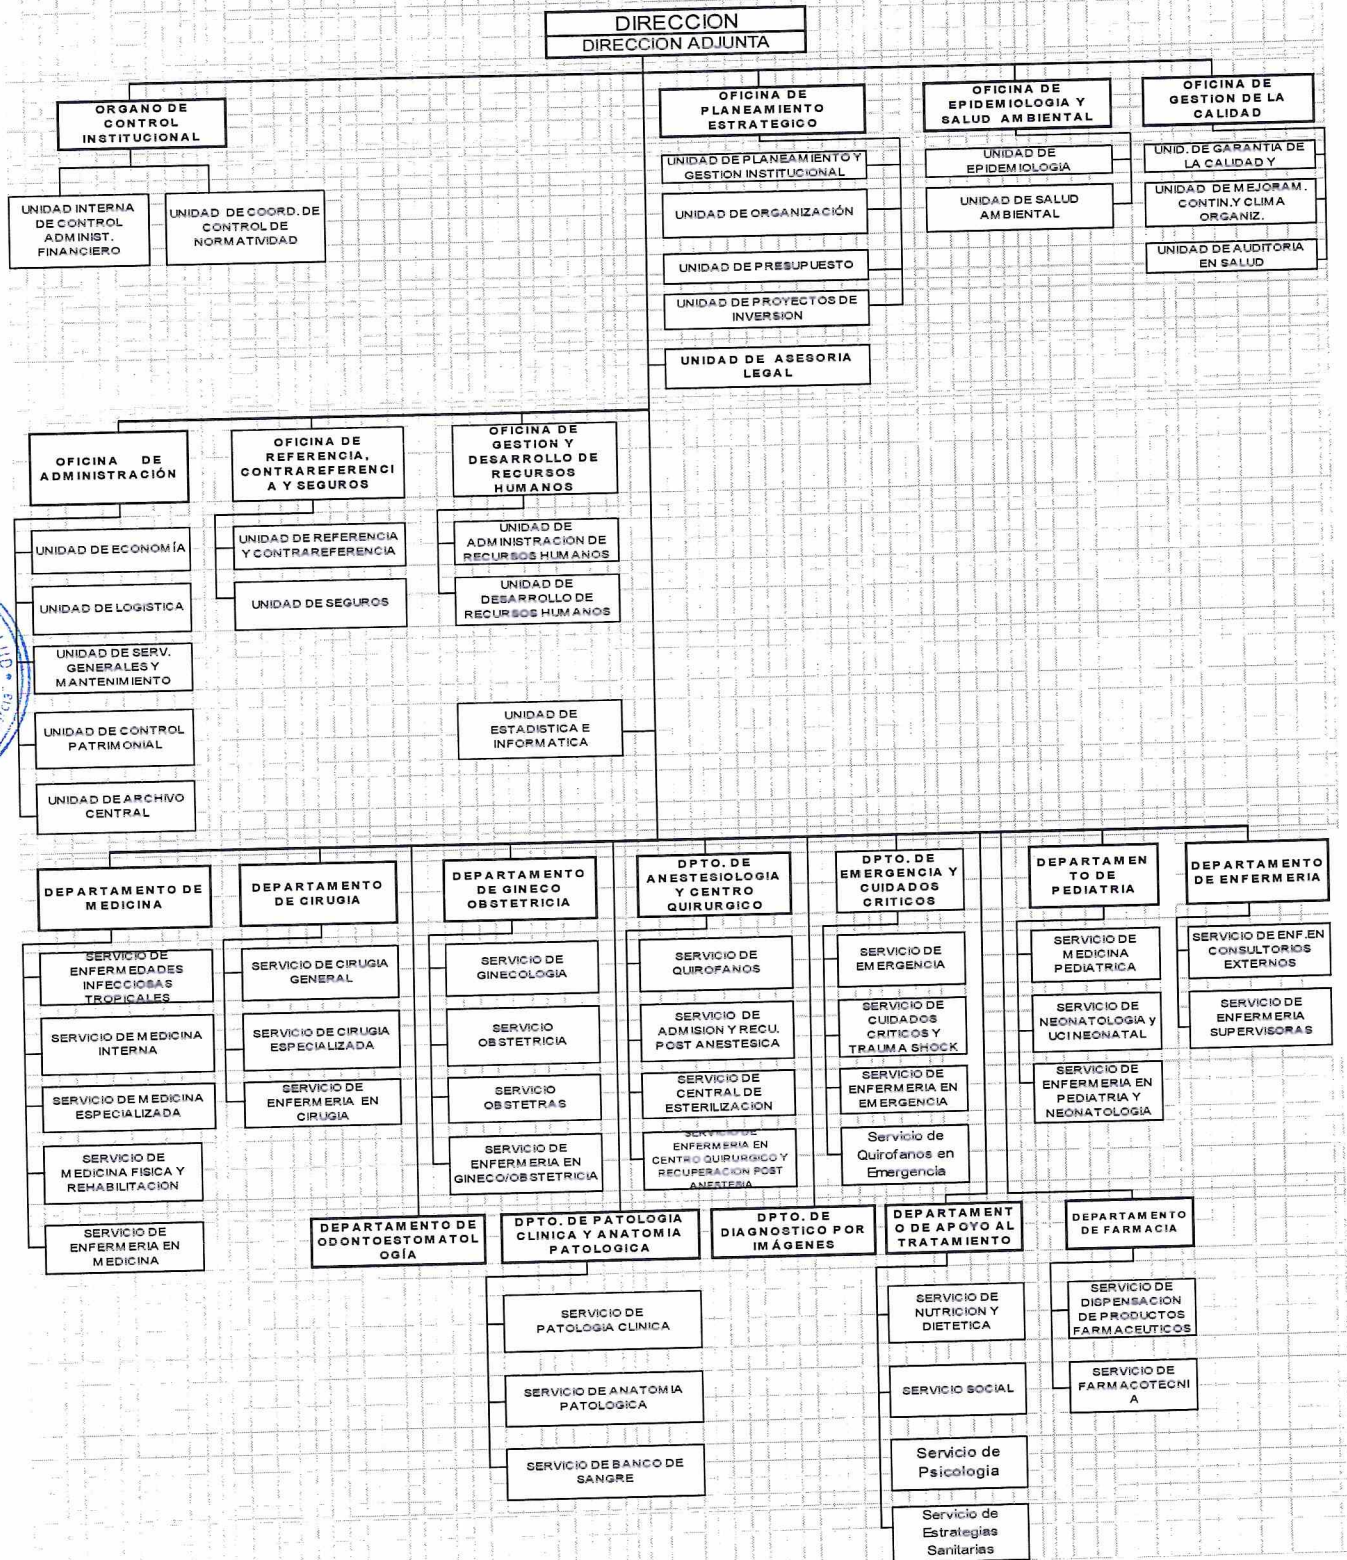 DIRECCION
DIRECCION ADJUNTA
ORGANO DE
CONTROL
INSTITUCIONAL
UNIDAD INTERNA
DE CONTROL
ADMINIST.
FINANCIERO
UNIDAD DE COORD. DE
CONTROL DE
NORMATIVIDAD
OFICINA DE
PLANEAMIENTO
ESTRATEGICO
UNIDAD DE PLANEAMIENTO Y
GESTION INSTITUCIONAL
UNIDAD DE ORGANIZACIÓN
UNIDAD DE PRESUPUESTO
UNIDAD DE PROYECTOS DE
INVERSION
UNIDAD DE ASESORIA
LEGAL
OFICINA DE
EPIDEMIOLOGIA Y
SALUD AMBIENTAL
UNIDAD DE
EPIDEMIOLOGIA
UNIDAD DE SALUD
AMBIENTAL
OFICINA DE
GESTION DE LA
CALIDAD
UNID. DE GARANTIA DE
LA CALIDAD Y
UNIDAD DE MEJORAM.
CONTIN.Y CLIMA
ORGANIZ.
UNIDAD DE AUDITORIA
EN SALUD
OFICINA DE
ADMINISTRACIÓN
UNIDAD DE ECONOMÍA
UNIDAD DE LOGISTICA
UNIDAD DE SERV.
GENERALES Y
MANTENIMIENTO
UNIDAD DE CONTROL
PATRIMONIAL
UNIDAD DE ARCHIVO
CENTRAL
OFICINA DE
REFERENCIA,
CONTRAREFERENCI
A Y SEGUROS
UNIDAD DE REFERENCIA
Y CONTRAREFERENCIA
UNIDAD DE SEGUROS
OFICINA DE
GESTION Y
DESARROLLO DE
RECURSOS
HUMANOS
UNIDAD DE
ADMINISTRACION DE
RECURSOS HUMANOS
UNIDAD DE
DESARROLLO DE
RECURSOS HUMANOS
UNIDAD DE
ESTADISTICA E
INFORMATICA
DEPARTAMENTO DE
MEDICINA
SERVICIO DE
ENFERMEDADES
INFECCIOSAS
TROPICALES
SERVICIO DE MEDICINA
INTERNA
SERVICIO DE MEDICINA
ESPECIALIZADA
SERVICIO DE
MEDICINA FISICA Y
REHABILITACION
SERVICIO DE
ENFERMERIA EN
MEDICINA
DEPARTAMENTO
DE CIRUGIA
SERVICIO DE CIRUGIA
GENERAL
SERVICIO DE CIRUGIA
ESPECIALIZADA
SERVICIO DE
ENFERMERIA EN
CIRUGIA
DEPARTAMENTO
DE GINECO
OBSTETRICIA
SERVICIO DE
GINECOLOGIA
SERVICIO
OBSTETRICIA
SERVICIO
OBSTETRAS
SERVICIO DE
ENFERMERIA EN
GINECO/OBSTETRICIA
DPTO. DE
ANESTESIOLOGIA
Y CENTRO
QUIRURGICO
SERVICIO DE
QUIROFANOS
SERVICIO DE
ADMISION Y RECU.
POST ANESTESICA
SERVICIO DE
CENTRAL DE
ESTERILIZACION
SERVICIO DE
ENFERMERIA EN
CENTRO QUIRURGICO Y
RECUPERACION POST
ANESTESIA
DPTO. DE
EMERGENCIA Y
CUIDADOS
CRITICOS
SERVICIO DE
EMERGENCIA
SERVICIO DE
CUIDADOS
CRITICOS Y
TRAUMA SHOCK
SERVICIO DE
ENFERMERIA EN
EMERGENCIA
Servicio de
Quirofanos en
Emergencia
DEPARTAMEN
TO DE
PEDIATRIA
SERVICIO DE
MEDICINA
PEDIATRICA
SERVICIO DE
NEONATOLOGIA y
UCI NEONATAL
SERVICIO DE
ENFERMERIA EN
PEDIATRIA Y
NEONATOLOGIA
DEPARTAMENTO
DE ENFERMERIA
SERVICIO DE ENF.EN
CONSULTORIOS
EXTERNOS
SERVICIO DE
ENFERMERIA
SUPERVISORAS
DEPARTAMENTO DE
ODONTOESTOMATOL
OGÍA
DPTO. DE PATOLOGIA
CLINICA Y ANATOMIA
PATOLOGICA
SERVICIO DE
PATOLOGIA CLINICA
SERVICIO DE ANATOMIA
PATOLOGICA
SERVICIO DE BANCO DE
SANGRE
DPTO. DE
DIAGNOSTICO POR
IMÁGENES
DEPARTAMENT
O DE APOYO AL
TRATAMIENTO
SERVICIO DE
NUTRICION Y
DIETETICA
SERVICIO SOCIAL
Servicio de
Psicologia
Servicio de
Estrategias
Sanitarias
DEPARTAMENTO
DE FARMACIA
SERVICIO DE
DISPENSACION
DE PRODUCTOS
FARMACEUTICOS
SERVICIO DE
FARMACOTECNI
A